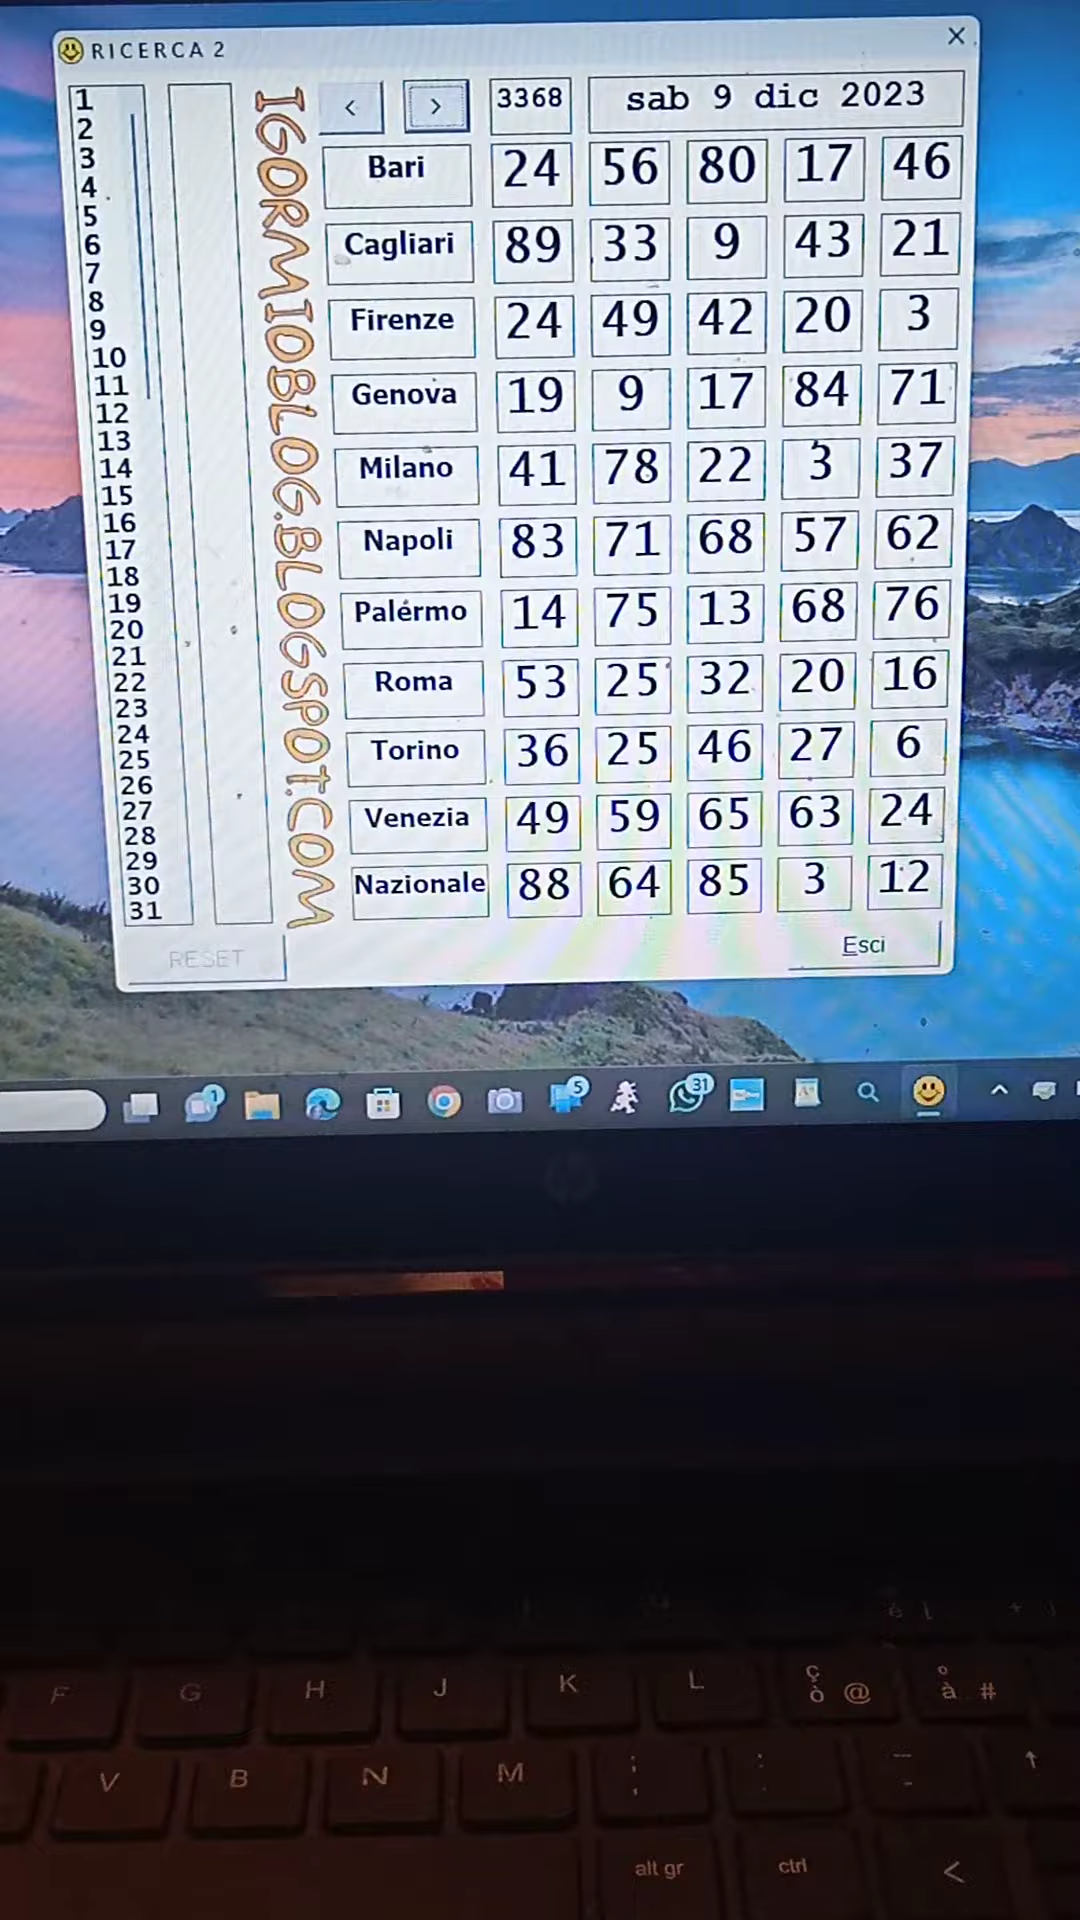 RICERCA 2
1
2
3
4
5
6
7
8
9
10
11
12
13
14
15
16
17
18
19
20
21
22
23
24
25
26
27
28
29
30
31
IGORMIOBLOG.BLOGSPOT.COM
< > 3368 sab 9 dic 2023
Bari 24 56 80 17 46
Cagliari 89 33 9 43 21
Firenze 24 49 42 20 3
Genova 19 9 17 84 71
Milano 41 78 22 3 37
Napoli 83 71 68 57 62
Palermo 14 75 13 68 76
Roma 53 25 32 20 16
Torino 36 25 46 27 6
Venezia 49 59 65 63 24
Nazionale 88 64 85 3 12
RESET Esci
1 5 31
F G H J K L ç ò @ ° à #
V B N M ; , : . _ -
alt gr ctrl <